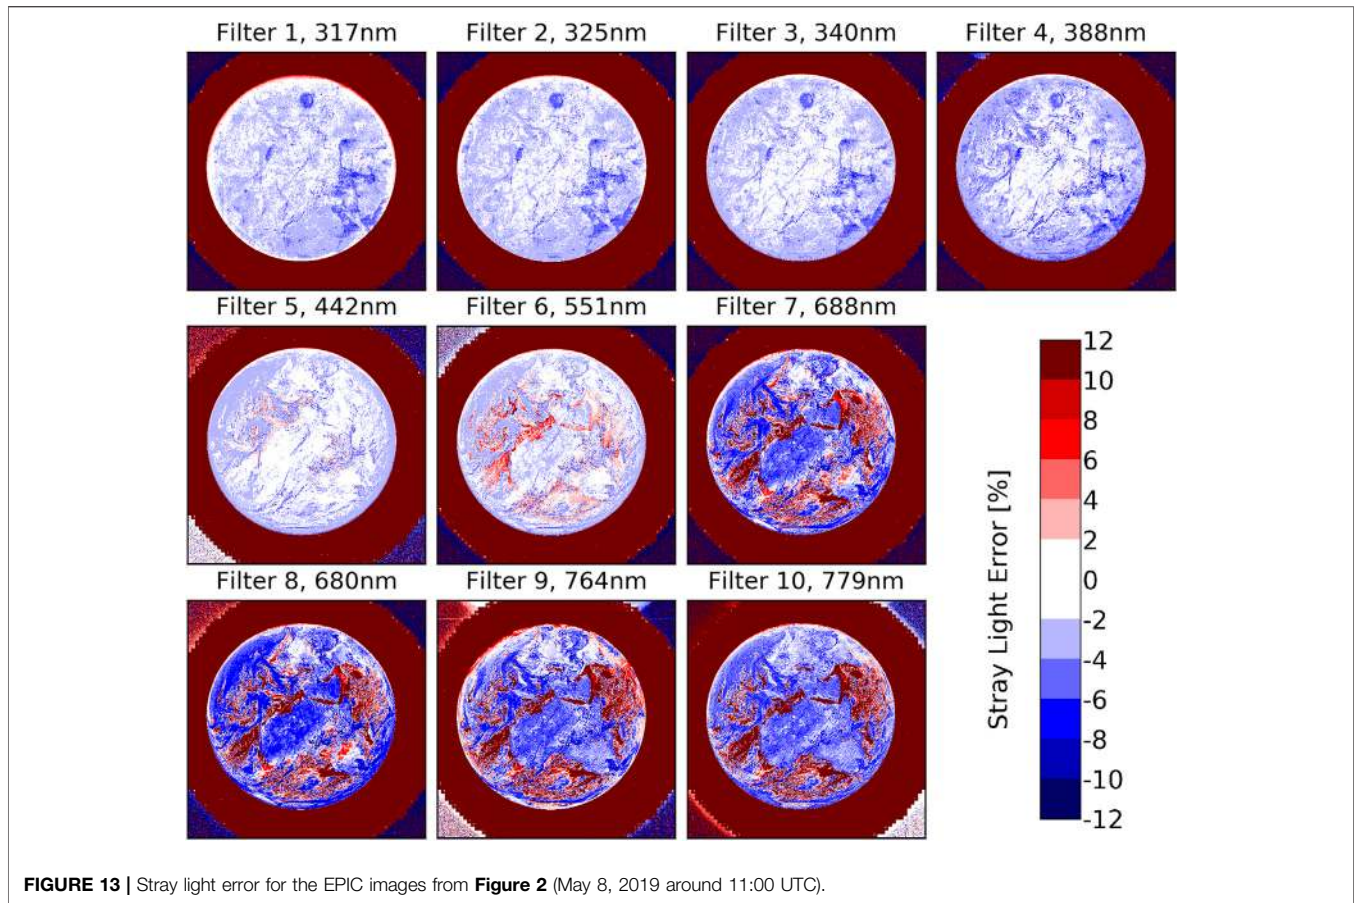 Filter 1, 317nm
Filter 2, 325nm
Filter 3, 340nm
Filter 4, 388nm
Filter 5, 442nm
Filter 6, 551nm
Filter 7, 688nm
Filter 8, 680nm
Filter 9, 764nm
Filter 10, 779nm
Stray Light Error [%]
12
10
8
6
4
2
0
-2
-4
-6
-8
-10
-12
FIGURE 13 | Stray light error for the EPIC images from Figure 2 (May 8, 2019 around 11:00 UTC).